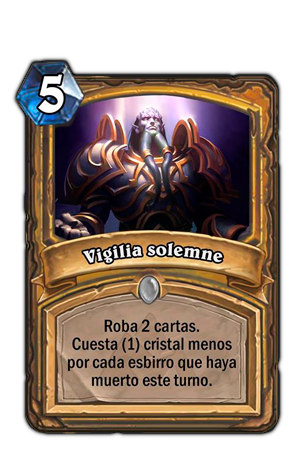 5
Vigilia solemne
Roba 2 cartas.
Cuesta (1) cristal menos
por cada esbirro que haya
muerto este turno.